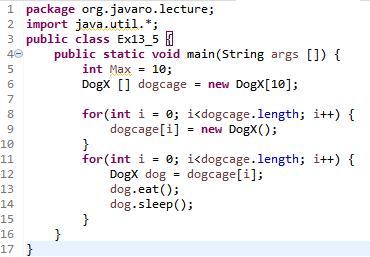 1 package org.javaro.lecture;
2 import java.util.*;
3 public class Ex13_5 {
4 public static void main(String args []) {
5 int Max = 10;
6 DogX [] dogcage = new DogX[10];
7
8 for(int i = 0; i<dogcage.length; i++) {
9 dogcage[i] = new DogX();
10 }
11 for(int i = 0; i<dogcage.length; i++) {
12 DogX dog = dogcage[i];
13 dog.eat();
14 dog.sleep();
15 }
16 }
17 }